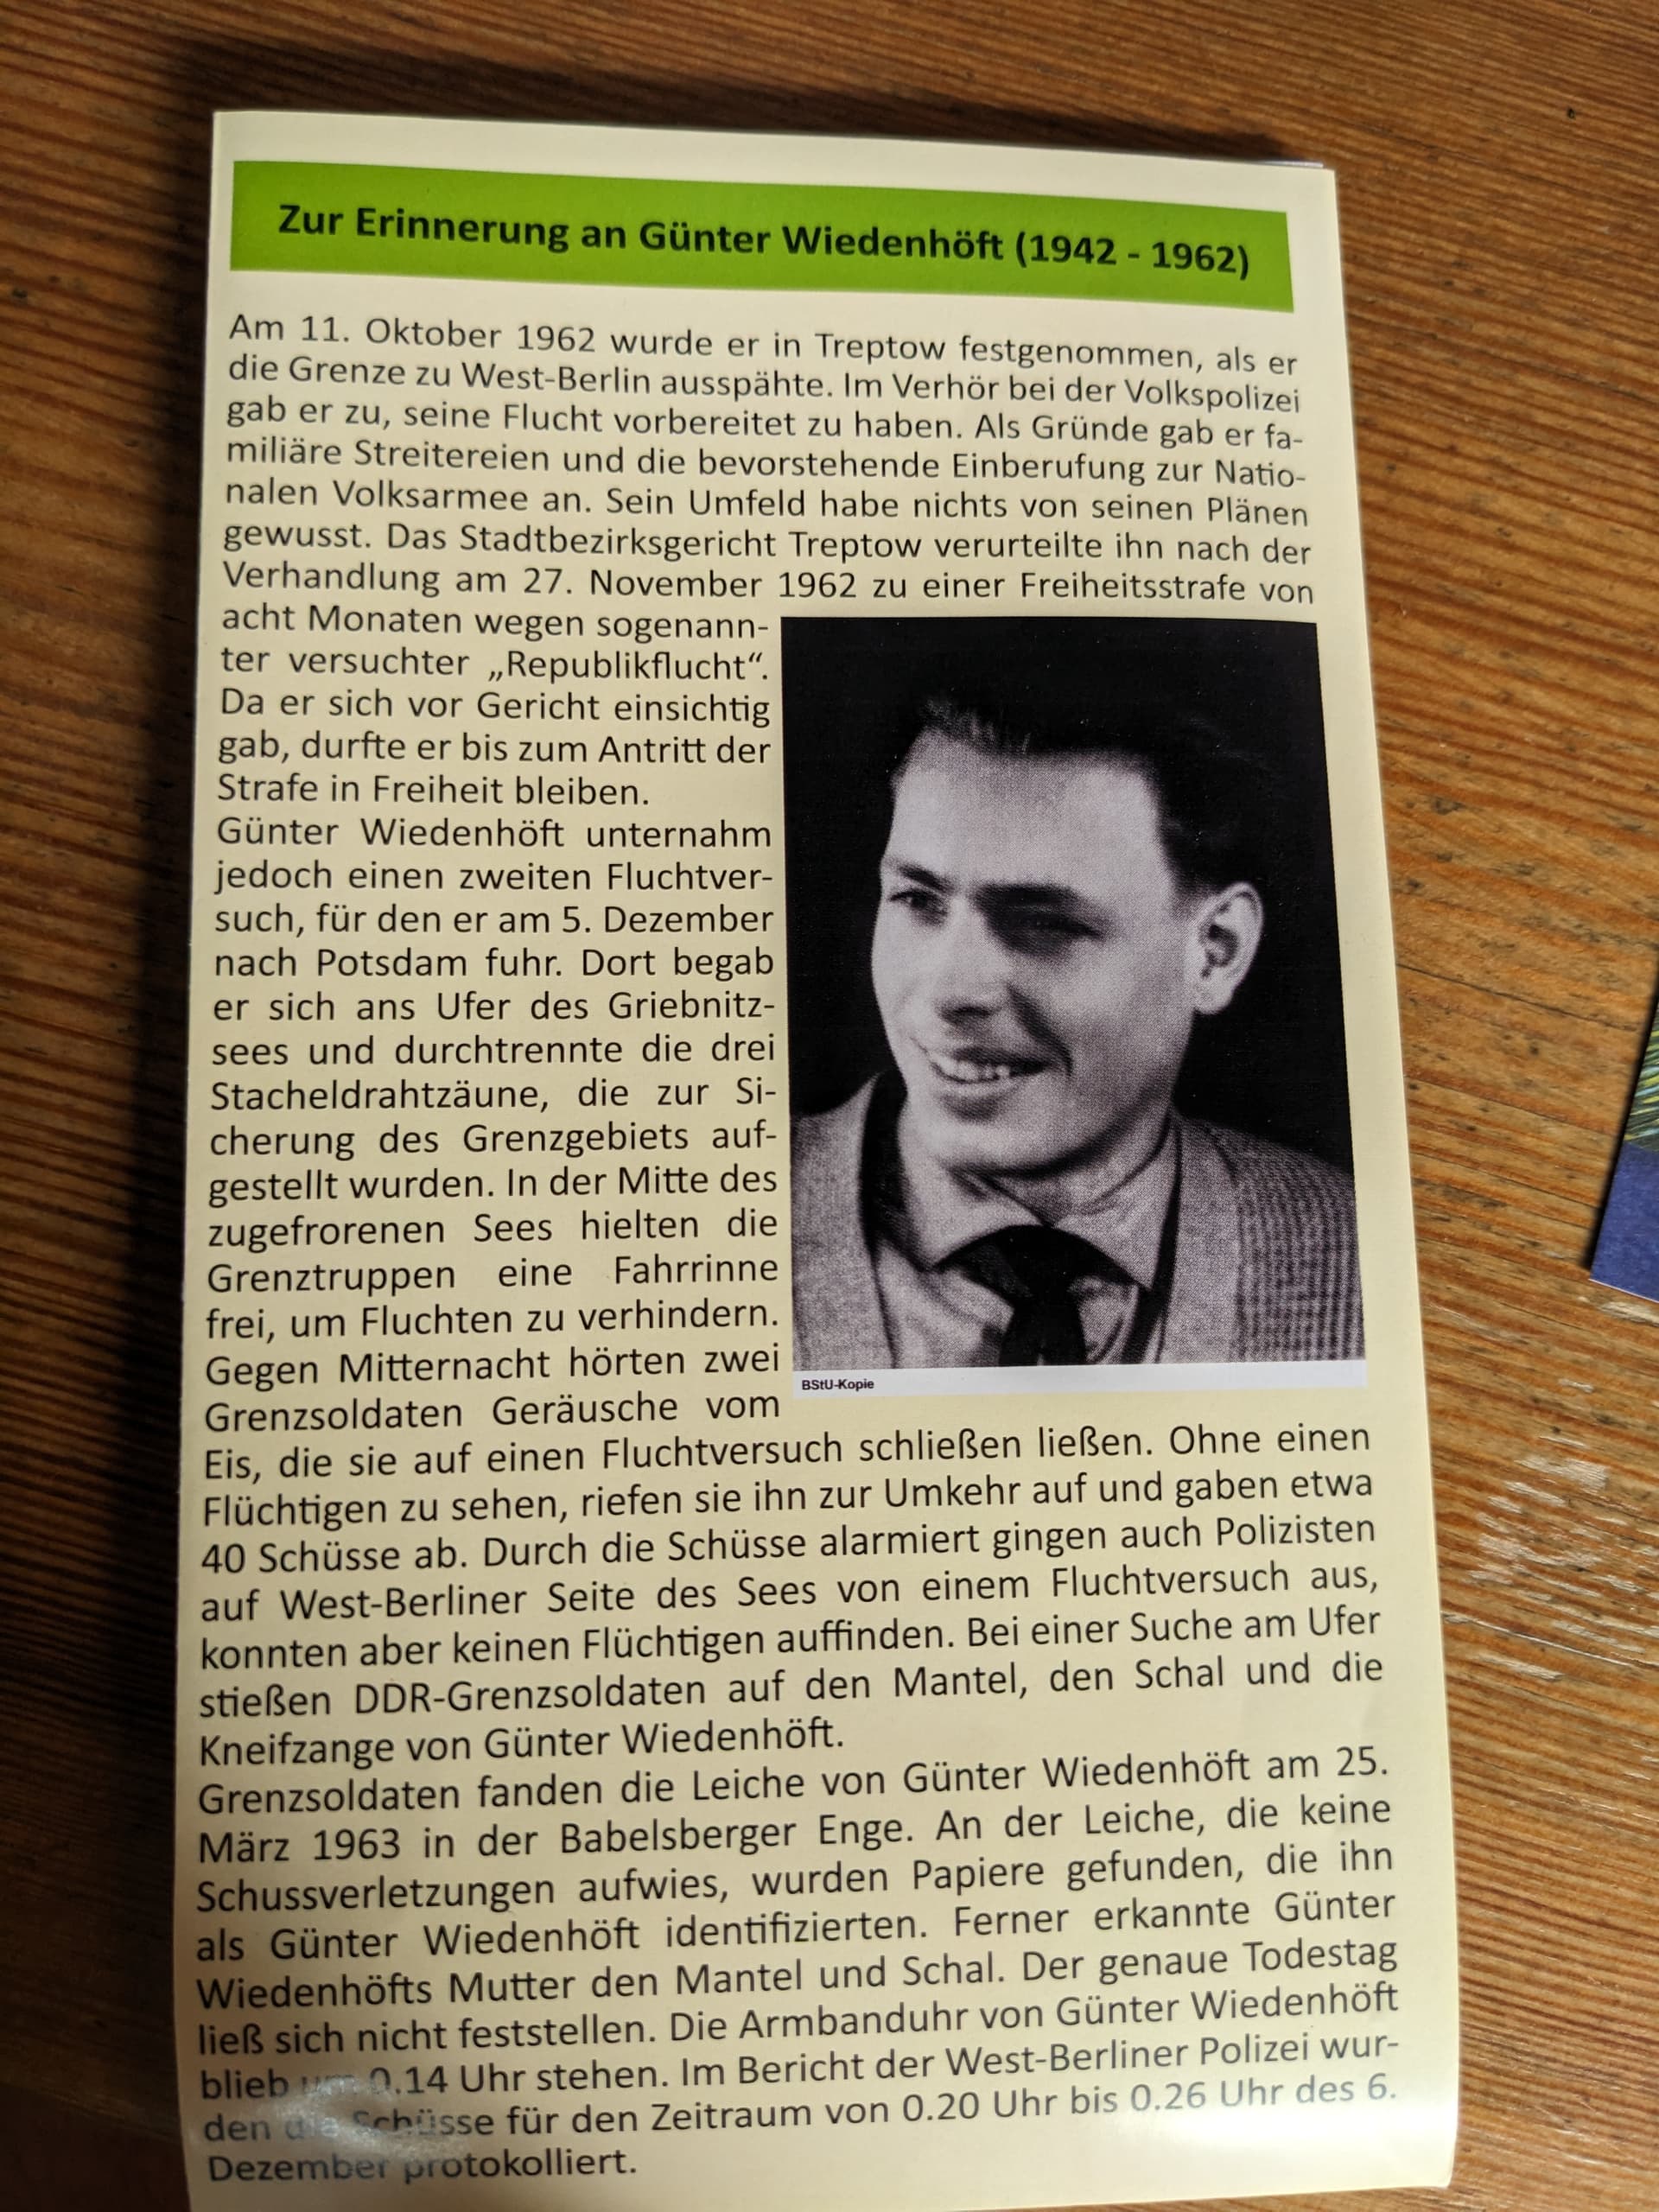 Zur Erinnerung an Günter Wiedenhöft (1942 - 1962)
Am 11. Oktober 1962 wurde er in Treptow festgenommen, als er
die Grenze zu West-Berlin ausspähte. Im Verhör bei der Volkspolizei
gab er zu, seine Flucht vorbereitet zu haben. Als Gründe gab er fa-
miliäre Streitereien und die bevorstehende Einberufung zur Natio-
nalen Volksarmee an. Sein Umfeld habe nichts von seinen Plänen
gewusst. Das Stadtbezirksgericht Treptow verurteilte ihn nach der
Verhandlung am 27. November 1962 zu einer Freiheitsstrafe von
acht Monaten wegen sogenann-
ter versuchter „Republikflucht“.
Da er sich vor Gericht einsichtig
gab, durfte er bis zum Antritt der
Strafe in Freiheit bleiben.
Günter Wiedenhöft unternahm
jedoch einen zweiten Fluchtver-
such, für den er am 5. Dezember
nach Potsdam fuhr. Dort begab
er sich ans Ufer des Griebnitz-
sees und durchtrennte die drei
Stacheldrahtzäune, die zur Si-
cherung des Grenzgebiets auf-
gestellt wurden. In der Mitte des
zugefrorenen Sees hielten die
Grenztruppen eine Fahrrinne
frei, um Fluchten zu verhindern.
Gegen Mitternacht hörten zwei
Grenzsoldaten Geräusche vom
Eis, die sie auf einen Fluchtversuch schließen ließen. Ohne einen
Flüchtigen zu sehen, riefen sie ihn zur Umkehr auf und gaben etwa
40 Schüsse ab. Durch die Schüsse alarmiert gingen auch Polizisten
auf West-Berliner Seite des Sees von einem Fluchtversuch aus,
konnten aber keinen Flüchtigen auffinden. Bei einer Suche am Ufer
stießen DDR-Grenzsoldaten auf den Mantel, den Schal und die
Kneifzange von Günter Wiedenhöft.
Grenzsoldaten fanden die Leiche von Günter Wiedenhöft am 25.
März 1963 in der Babelsberger Enge. An der Leiche, die keine
Schussverletzungen aufwies, wurden Papiere gefunden, die ihn
als Günter Wiedenhöft identifizierten. Ferner erkannte Günter
Wiedenhöfts Mutter den Mantel und Schal. Der genaue Todestag
ließ sich nicht feststellen. Die Armbanduhr von Günter Wiedenhöft
blieb um 0.14 Uhr stehen. Im Bericht der West-Berliner Polizei wur-
den die Schüsse für den Zeitraum von 0.20 Uhr bis 0.26 Uhr des 6.
Dezember protokolliert.
BStU-Kopie